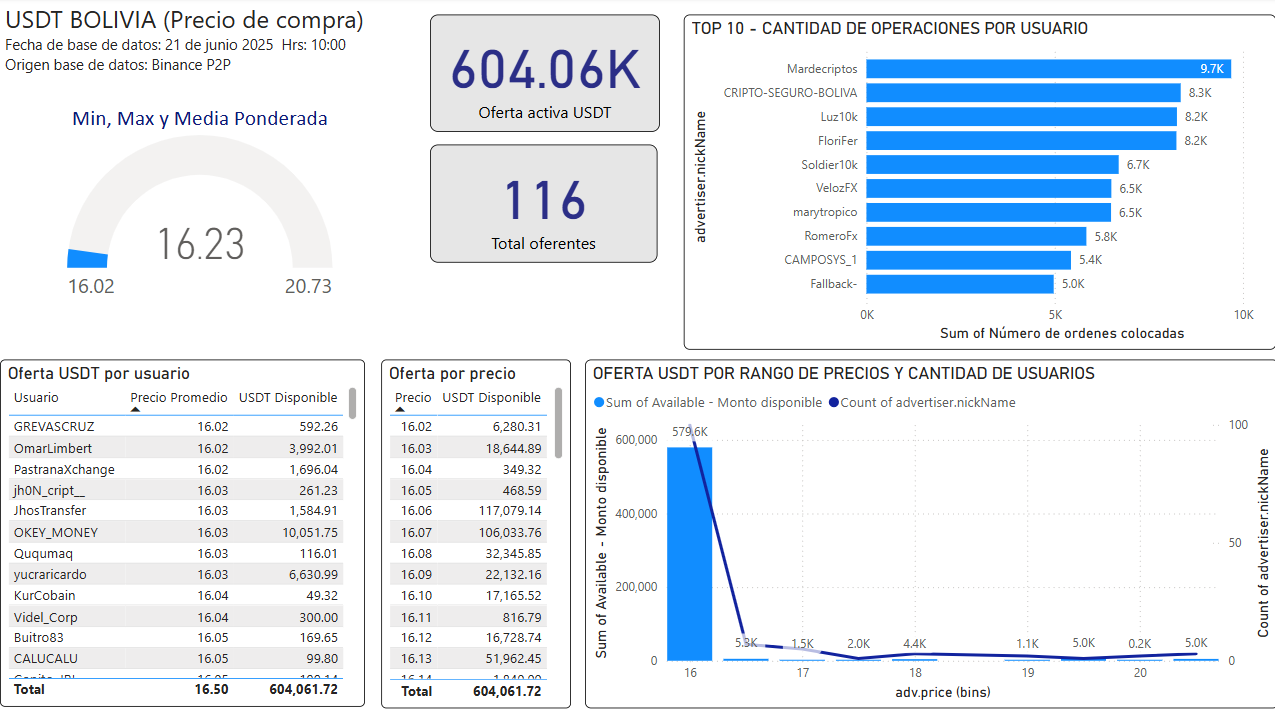 USDT BOLIVIA (Precio de compra)
Fecha de base de datos: 21 de junio 2025 Hrs: 10:00
Origen base de datos: Binance P2P
Min, Max y Media Ponderada
16.23
16.02 20.73
604.06K
Oferta activa USDT
116
Total oferentes
TOP 10 - CANTIDAD DE OPERACIONES POR USUARIO
advertiser.nickName
Mardecriptos 9.7K
CRIPTO-SEGURO-BOLIVA 8.3K
Luz10k 8.2K
FloriFer 8.2K
Soldier10k 6.7K
VelozFX 6.5K
marytropico 6.5K
RomeroFx 5.8K
CAMPOSYS_1 5.4K
Fallback- 5.0K
0K 5K 10K
Sum of Número de ordenes colocadas
Oferta USDT por usuario
Usuario Precio Promedio USDT Disponible
GREVASCRUZ 16.02 592.26
OmarLimbert 16.02 3,992.01
PastranaXchange 16.02 1,696.04
jh0N_cript__ 16.03 261.23
JhosTransfer 16.03 1,584.91
OKEY_MONEY 16.03 10,051.75
Ququmaq 16.03 116.01
yucraricardo 16.03 6,630.99
KurCobain 16.04 49.32
Videl_Corp 16.04 300.00
Buitro83 16.05 169.65
CALUCALU 16.05 99.80
Total 16.50 604,061.72
Oferta por precio
Precio USDT Disponible
16.02 6,280.31
16.03 18,644.89
16.04 349.32
16.05 468.59
16.06 117,079.14
16.07 106,033.76
16.08 32,345.85
16.09 22,132.16
16.10 17,165.52
16.11 816.79
16.12 16,728.74
16.13 51,962.45
Total 604,061.72
OFERTA USDT POR RANGO DE PRECIOS Y CANTIDAD DE USUARIOS
Sum of Available - Monto disponible Count of advertiser.nickName
Sum of Available - Monto disponible
600,000
400,000
200,000
0
579.6K
5.3K 1.5K 2.0K 4.4K 1.1K 5.0K 0.2K 5.0K
16 17 18 19 20
adv.price (bins)
100
50
0
Count of advertiser.nickName